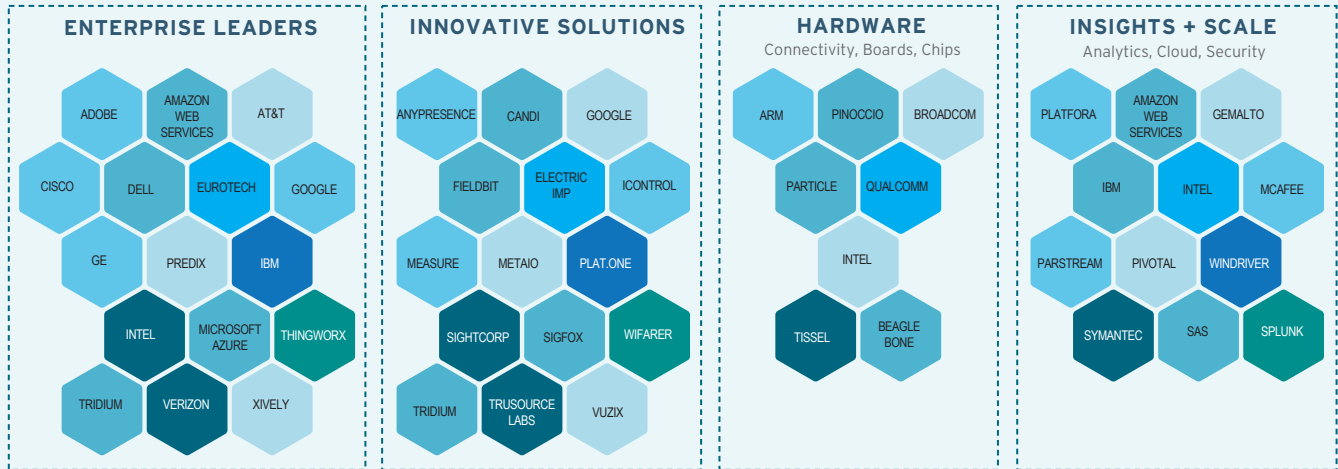 ENTERPRISE LEADERS
ADOBE
AMAZON
WEB
SERVICES
AT&T
CISCO
DELL
EUROTECH
GOOGLE
GE
PREDIX
IBM
INTEL
MICROSOFT
AZURE
THINGWORX
TRIDIUM
VERIZON
XIVELY
INNOVATIVE SOLUTIONS
ANYPRESENCE
CANDI
GOOGLE
FIELDBIT
ELECTRIC
IMP
ICONTROL
MEASURE
METAIO
PLAT.ONE
SIGHTCORP
SIGFOX
WIFARER
TRIDIUM
TRUSOURCE
LABS
VUZIX
HARDWARE
Connectivity, Boards, Chips
ARM
PINOCCIO
BROADCOM
PARTICLE
QUALCOMM
INTEL
TISSEL
BEAGLE
BONE
INSIGHTS + SCALE
Analytics, Cloud, Security
PLATFORA
AMAZON
WEB
SERVICES
GEMALTO
IBM
INTEL
MCAFEE
PARSTREAM
PIVOTAL
WINDRIVER
SYMANTEC
SAS
SPLUNK